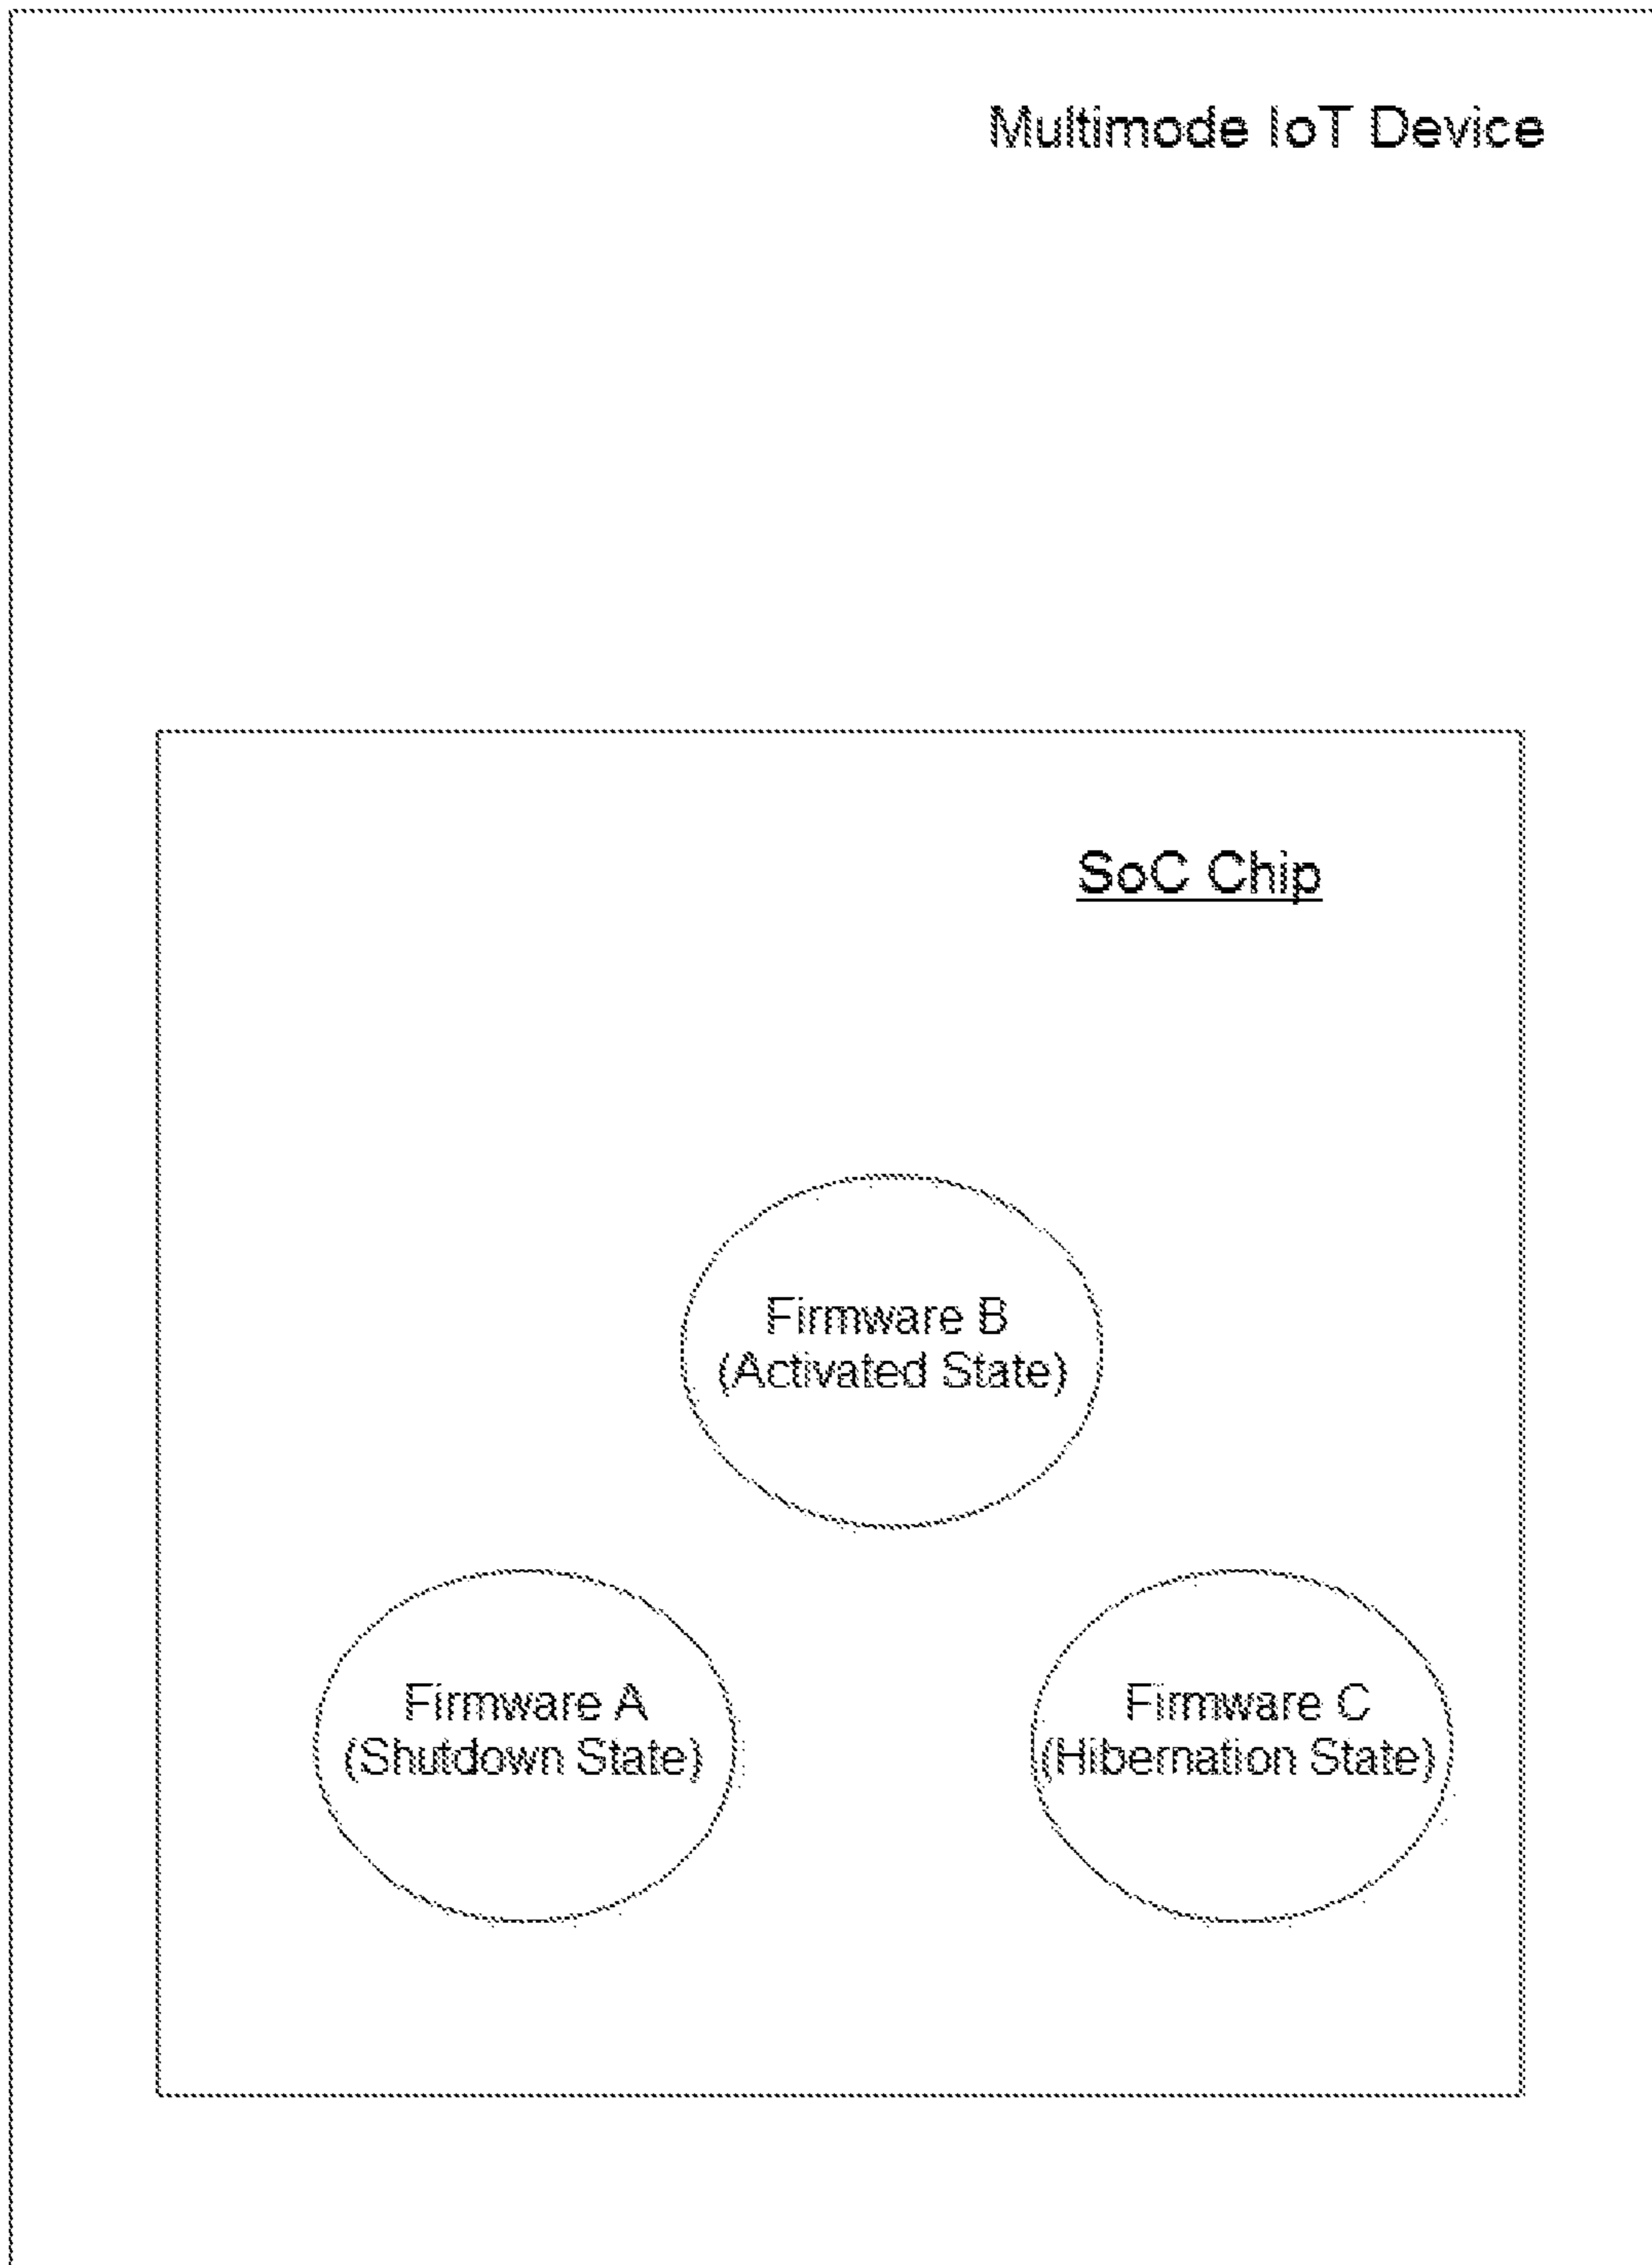 Multimode IoT Device
SoC Chip
Firmware B
(Activated State)
Firmware A
(Shutdown State)
Firmware C
(Hibernation State)